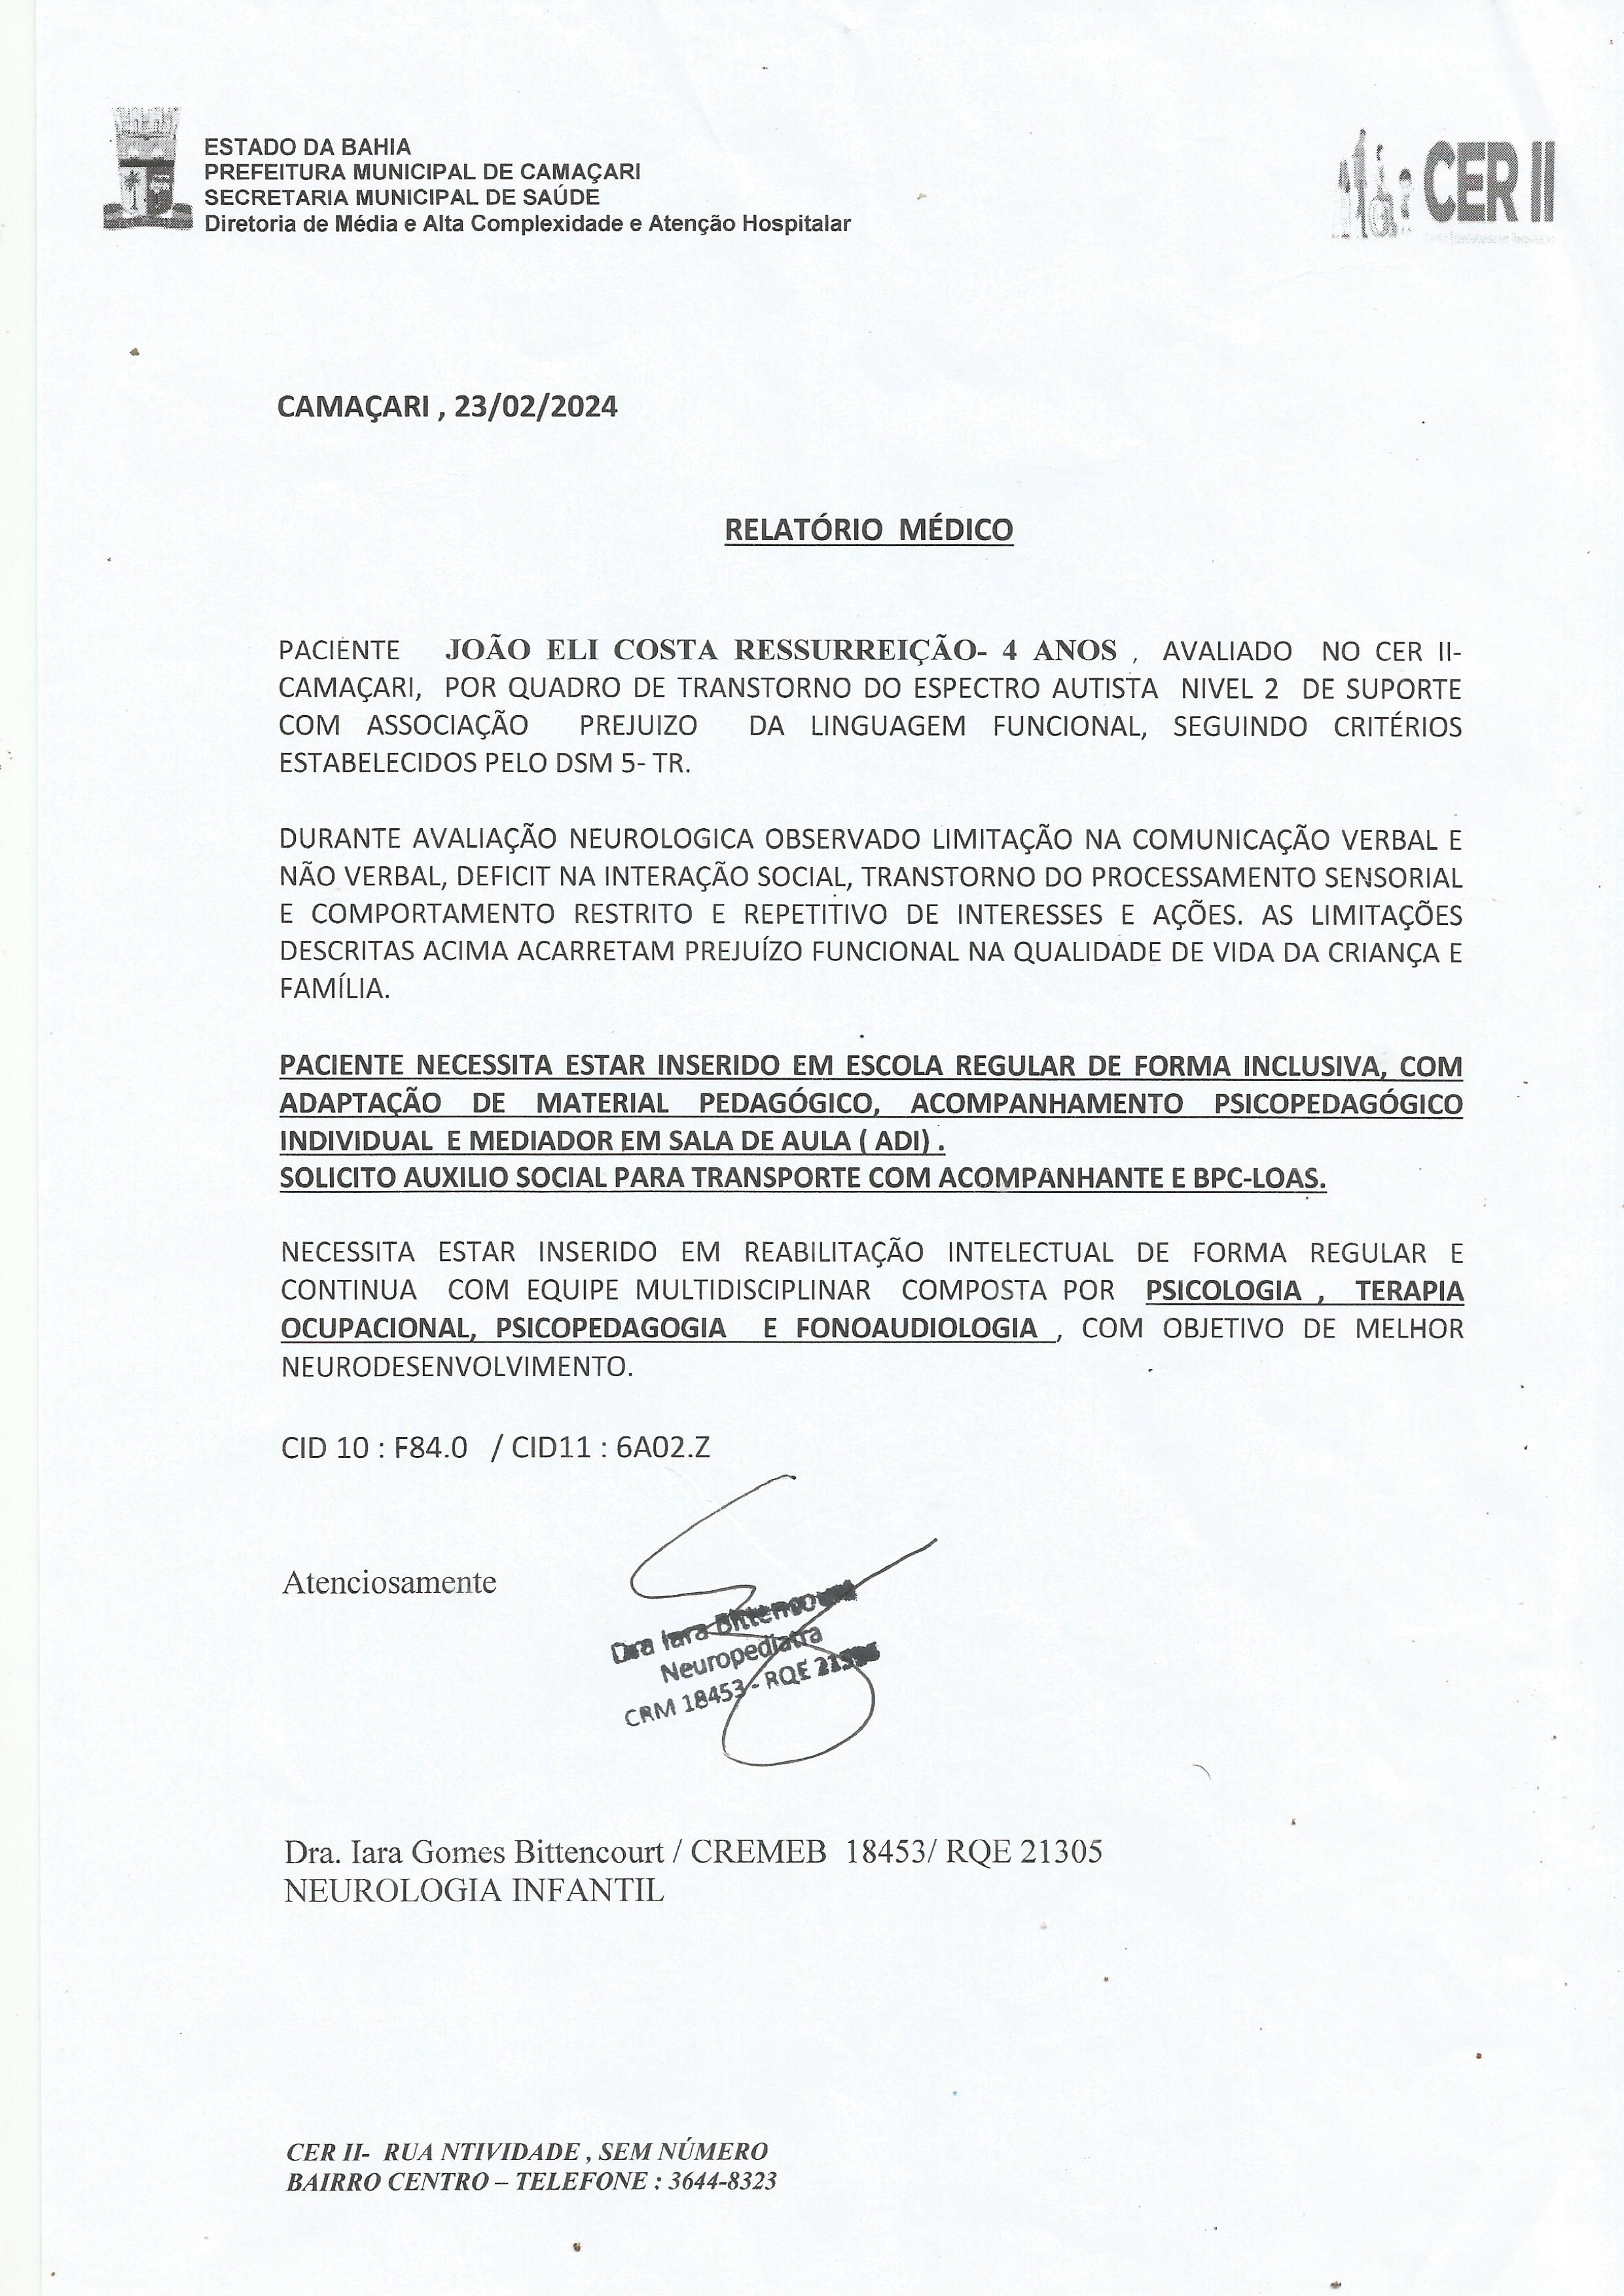 ESTADO DA BAHIA
PREFEITURA MUNICIPAL DE CAMAÇARI
SECRETARIA MUNICIPAL DE SAÚDE
Diretoria de Média e Alta Complexidade e Atenção Hospitalar
CER II
CAMAÇARI , 23/02/2024
RELATÓRIO MÉDICO
PACIENTE JOÃO ELI COSTA RESSURREIÇÃO- 4 ANOS , AVALIADO NO CER II-
CAMAÇARI, POR QUADRO DE TRANSTORNO DO ESPECTRO AUTISTA NIVEL 2 DE SUPORTE
COM ASSOCIAÇÃO PREJUIZO DA LINGUAGEM FUNCIONAL, SEGUINDO CRITÉRIOS
ESTABELECIDOS PELO DSM 5- TR.
DURANTE AVALIAÇÃO NEUROLOGICA OBSERVADO LIMITAÇÃO NA COMUNICAÇÃO VERBAL E
NÃO VERBAL, DEFICIT NA INTERAÇÃO SOCIAL, TRANSTORNO DO PROCESSAMENTO SENSORIAL
E COMPORTAMENTO RESTRITO E REPETITIVO DE INTERESSES E AÇÕES. AS LIMITAÇÕES
DESCRITAS ACIMA ACARRETAM PREJUÍZO FUNCIONAL NA QUALIDADE DE VIDA DA CRIANÇA E
FAMÍLIA.
PACIENTE NECESSITA ESTAR INSERIDO EM ESCOLA REGULAR DE FORMA INCLUSIVA, COM
ADAPTAÇÃO DE MATERIAL PEDAGÓGICO, ACOMPANHAMENTO PSICOPEDAGÓGICO
INDIVIDUAL E MEDIADOR EM SALA DE AULA ( ADI) .
SOLICITO AUXILIO SOCIAL PARA TRANSPORTE COM ACOMPANHANTE E BPC-LOAS.
NECESSITA ESTAR INSERIDO EM REABILITAÇÃO INTELECTUAL DE FORMA REGULAR E
CONTINUA COM EQUIPE MULTIDISCIPLINAR COMPOSTA POR PSICOLOGIA , TERAPIA
OCUPACIONAL, PSICOPEDAGOGIA E FONOAUDIOLOGIA , COM OBJETIVO DE MELHOR
NEURODESENVOLVIMENTO.
CID 10 : F84.0 / CID11 : 6A02.Z
Atenciosamente
Dra Iara Bittencourt
Neuropediatra
CRM 18453 - RQE
Dra. Iara Gomes Bittencourt / CREMEB 18453/ RQE 21305
NEUROLOGIA INFANTIL
CER II- RUA NTIVIDADE , SEM NÚMERO
BAIRRO CENTRO – TELEFONE : 3644-8323